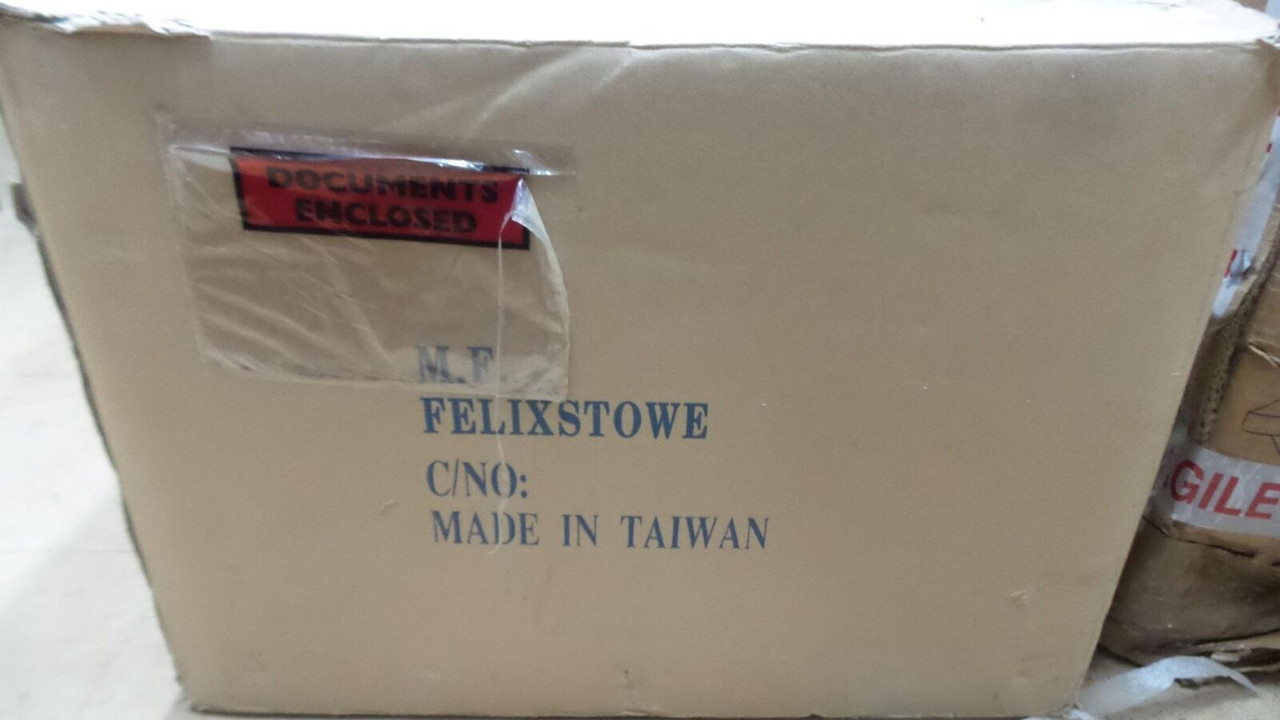 DOCUMENTS
ENCLOSED
M.F
FELIXSTOWE
C/NO:
MADE IN TAIWAN
GILE